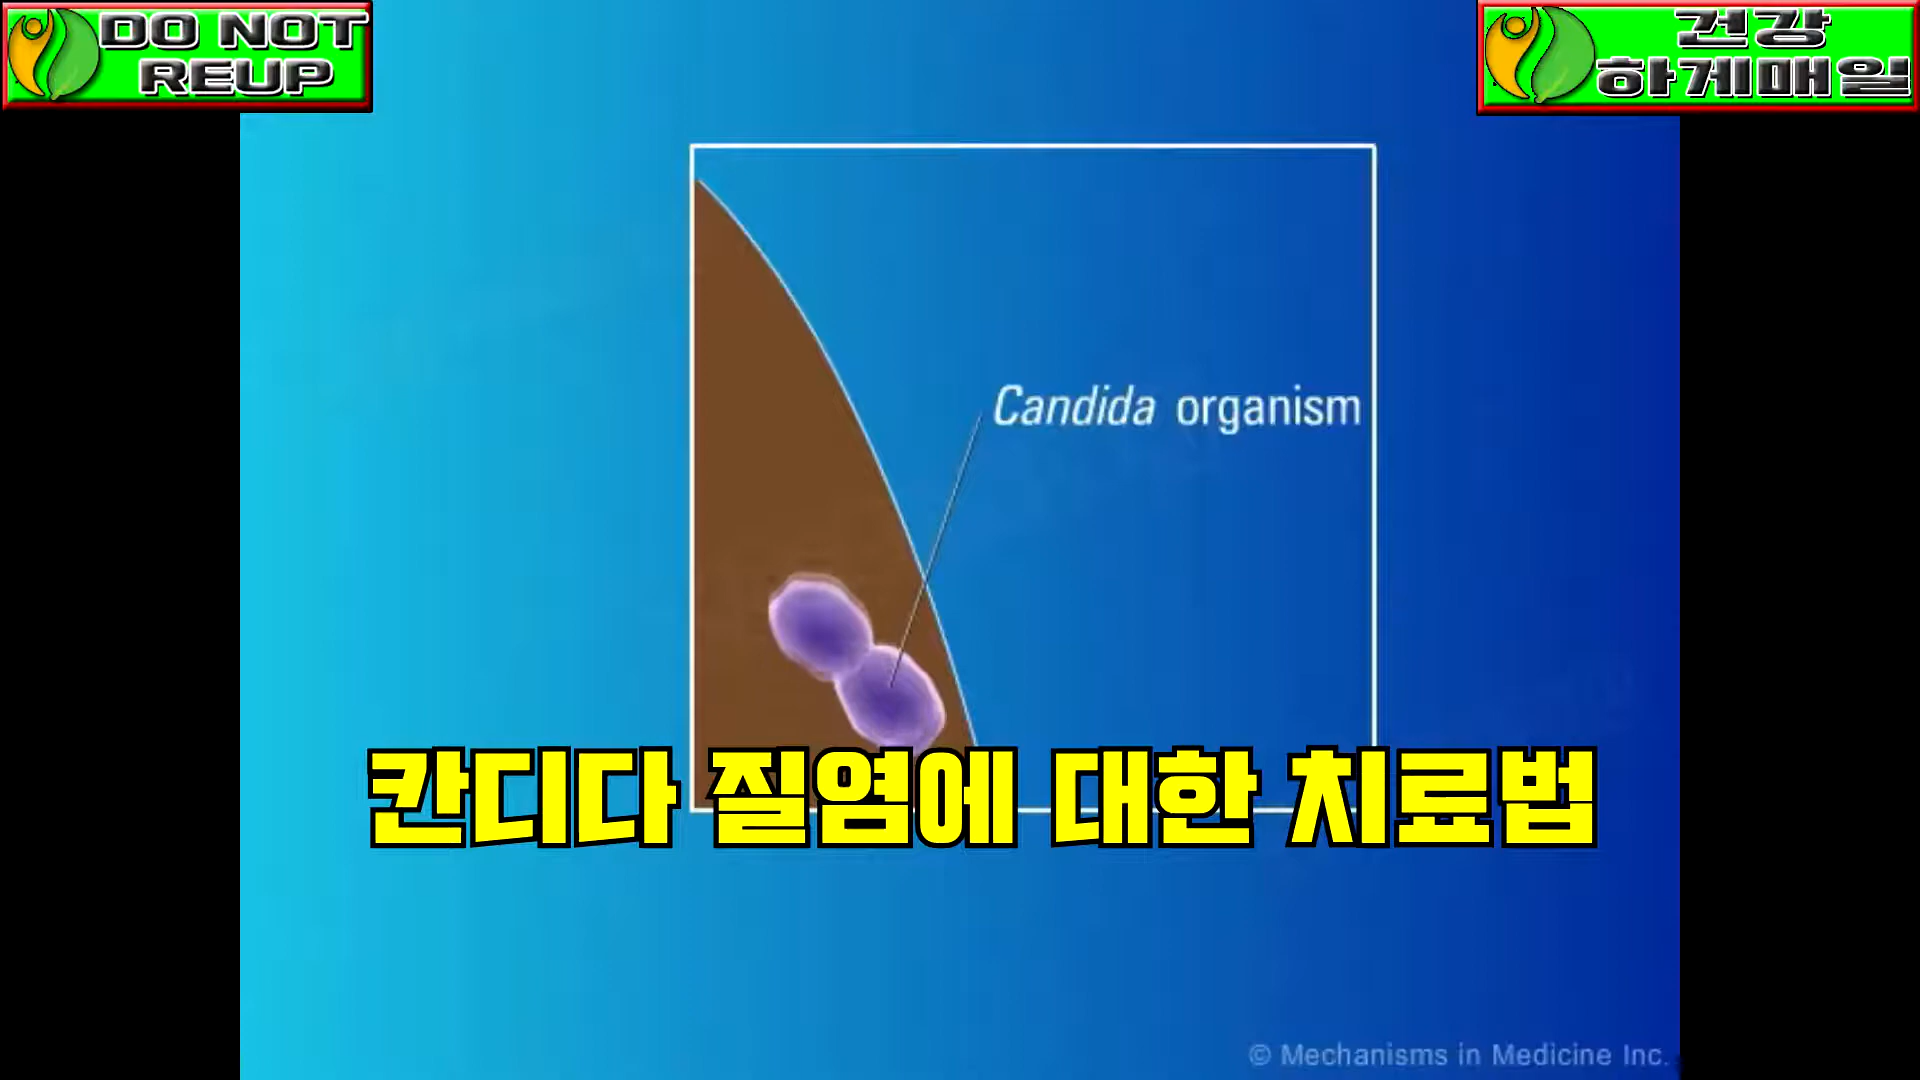 DO NOT
REUP
건강
하게매일
Candida organism
칸디다 질염에 대한 치료법
© Mechanisms in Medicine Inc.